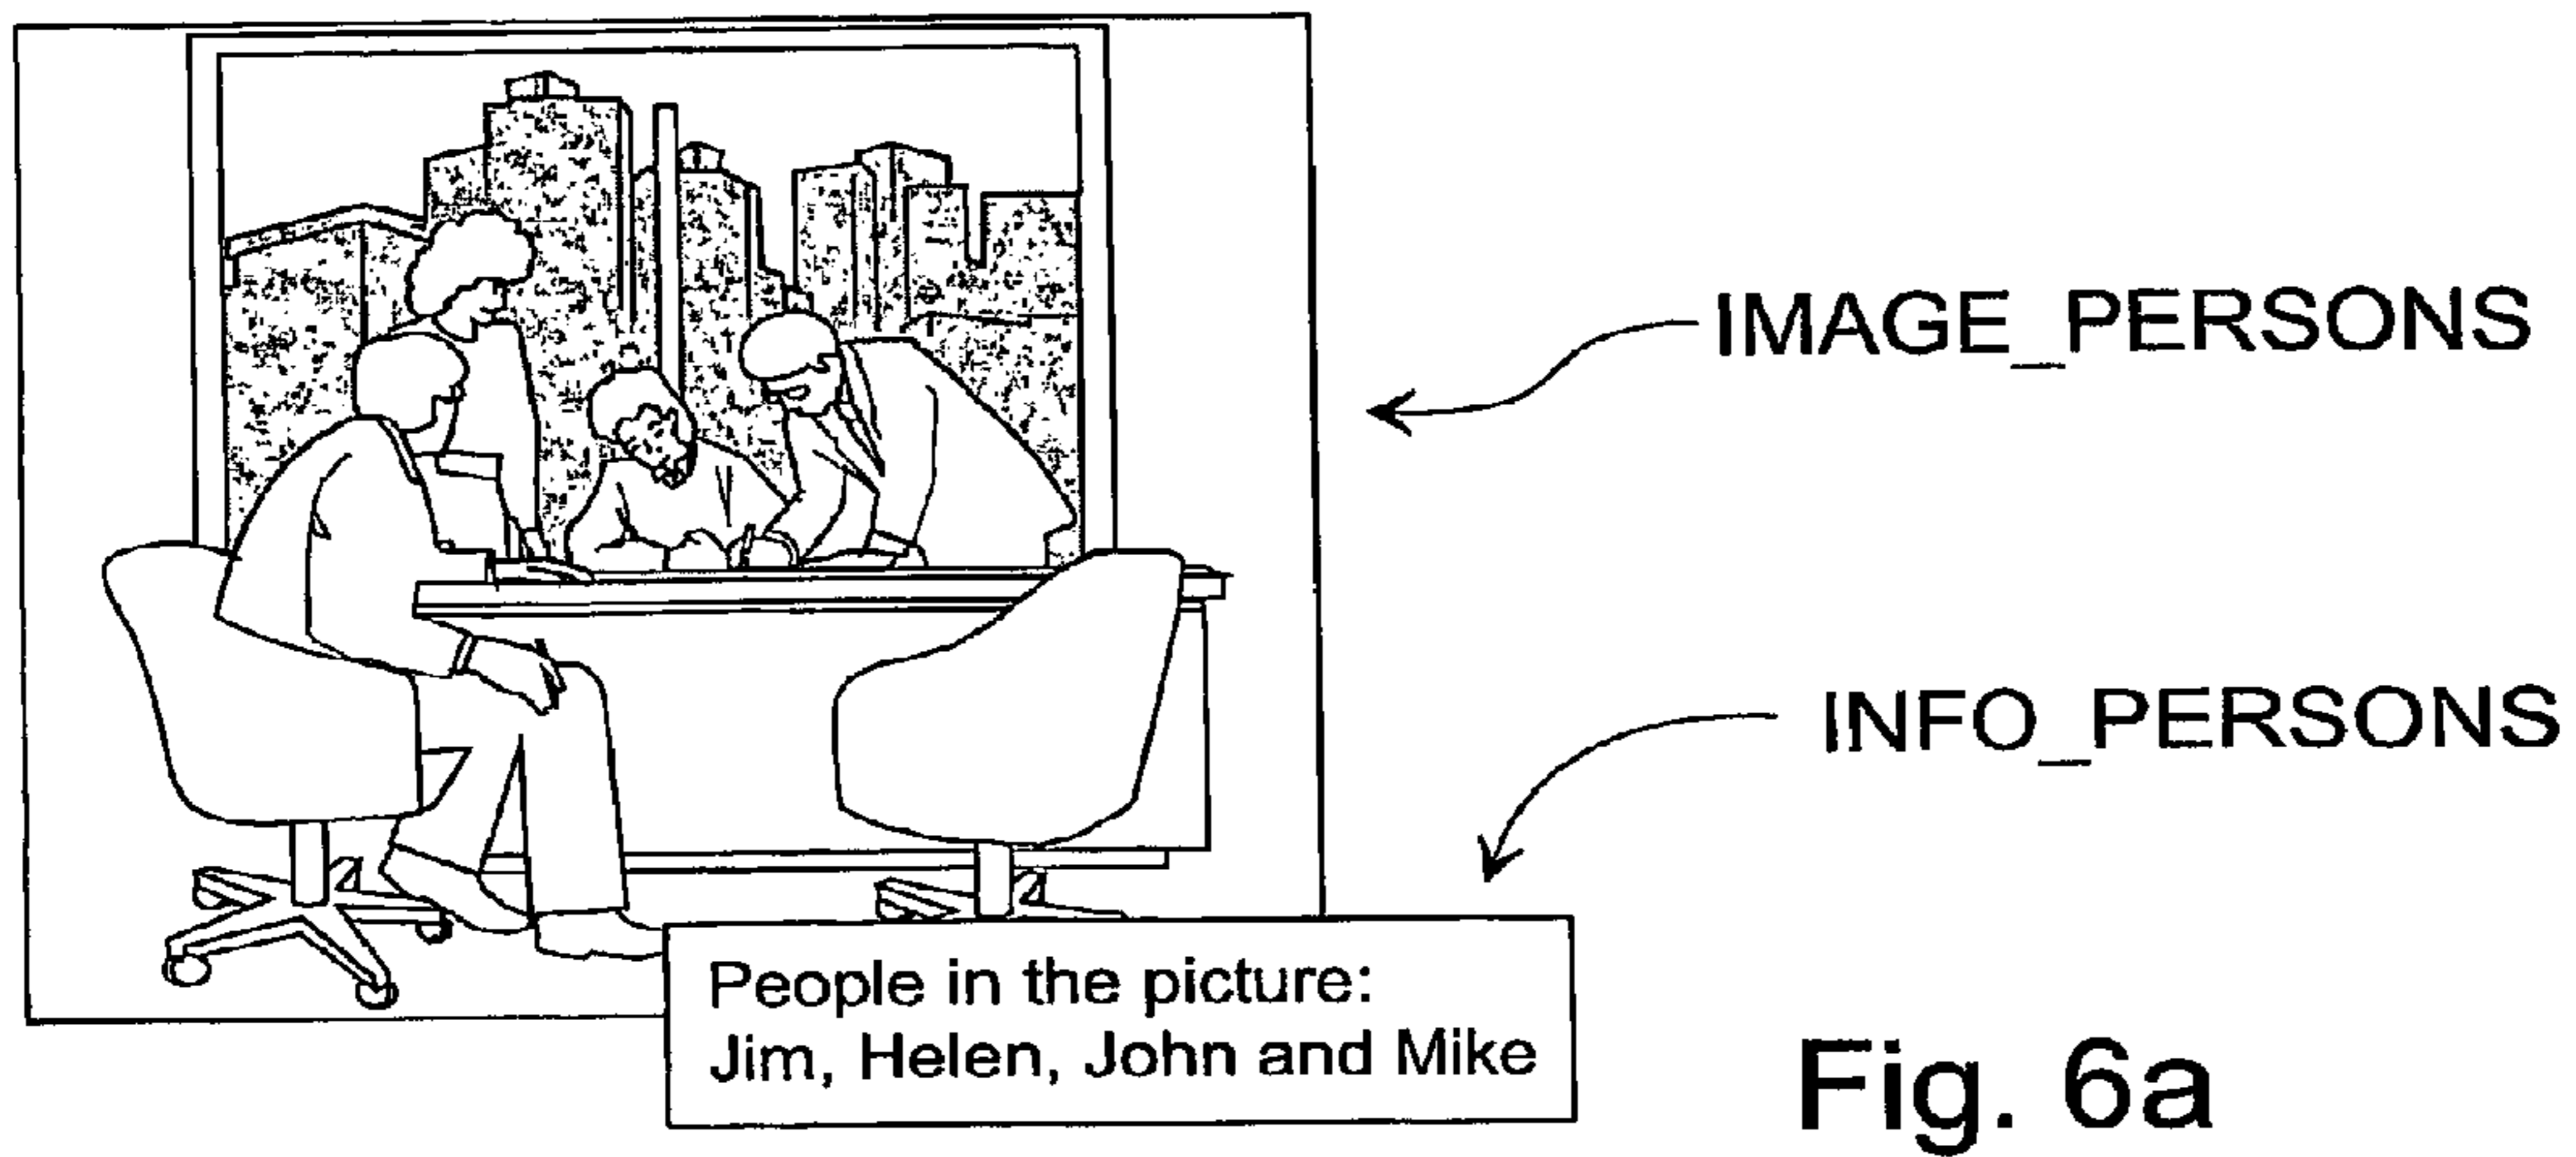 IMAGE_PERSONS
INFO_PERSONS
People in the picture:
Jim, Helen, John and Mike
Fig. 6a